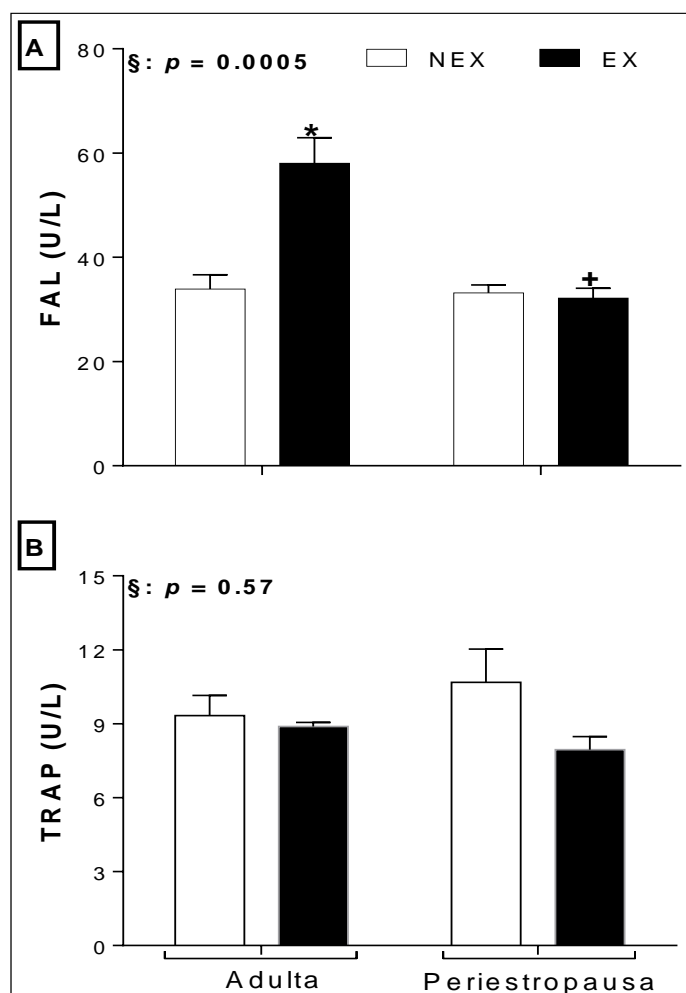 A
§: p = 0.0005
NEX
EX
80
60
40
20
0
FAL (U/L)
*
+
B
§: p = 0.57
15
12
9
6
3
0
TRAP (U/L)
Adulta
Periestropausa